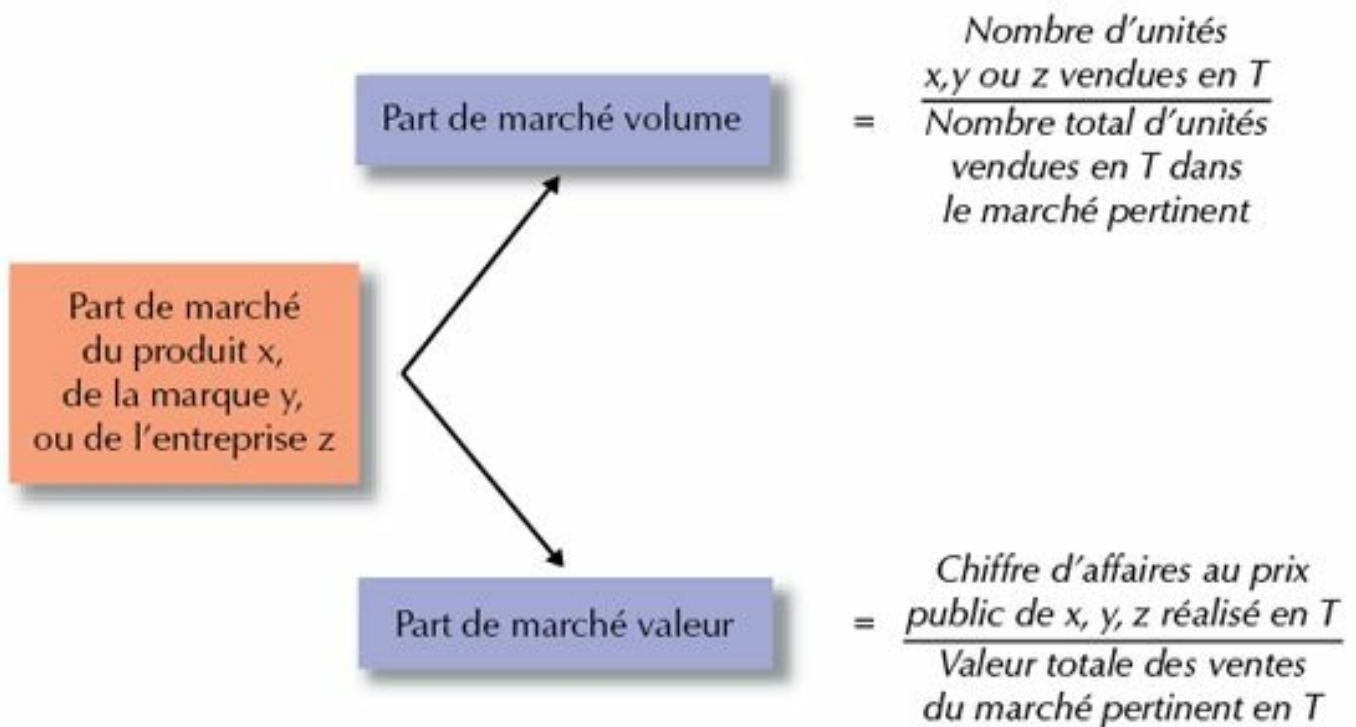 Part de marché
du produit x,
de la marque y,
ou de l'entreprise z
Part de marché volume
=
Nombre d'unités
x,y ou z vendues en T
Nombre total d'unités
vendues en T dans
le marché pertinent
Part de marché valeur
=
Chiffre d'affaires au prix
public de x, y, z réalisé en T
Valeur totale des ventes
du marché pertinent en T